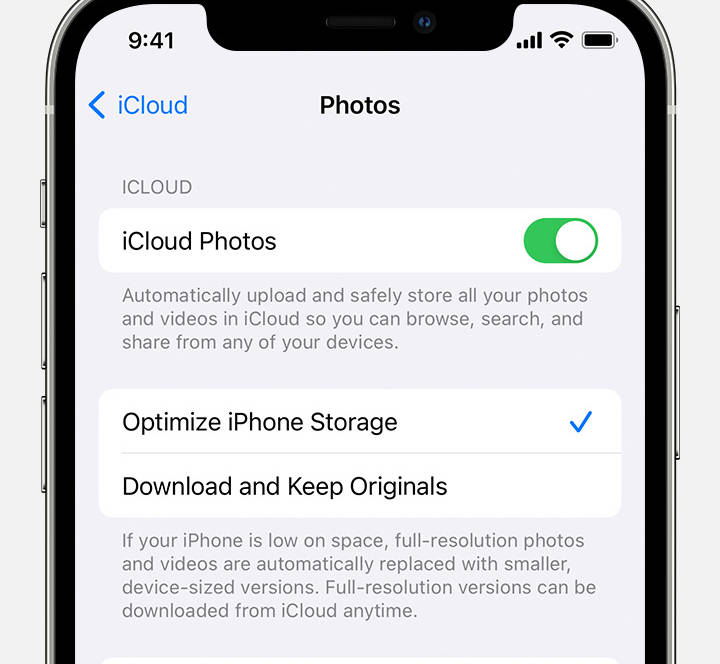 9:41
iCloud
Photos
ICLOUD
iCloud Photos
Automatically upload and safely store all your photos
and videos in iCloud so you can browse, search, and
share from any of your devices.
Optimize iPhone Storage
Download and Keep Originals
If your iPhone is low on space, full-resolution photos
and videos are automatically replaced with smaller,
device-sized versions. Full-resolution versions can be
downloaded from iCloud anytime.